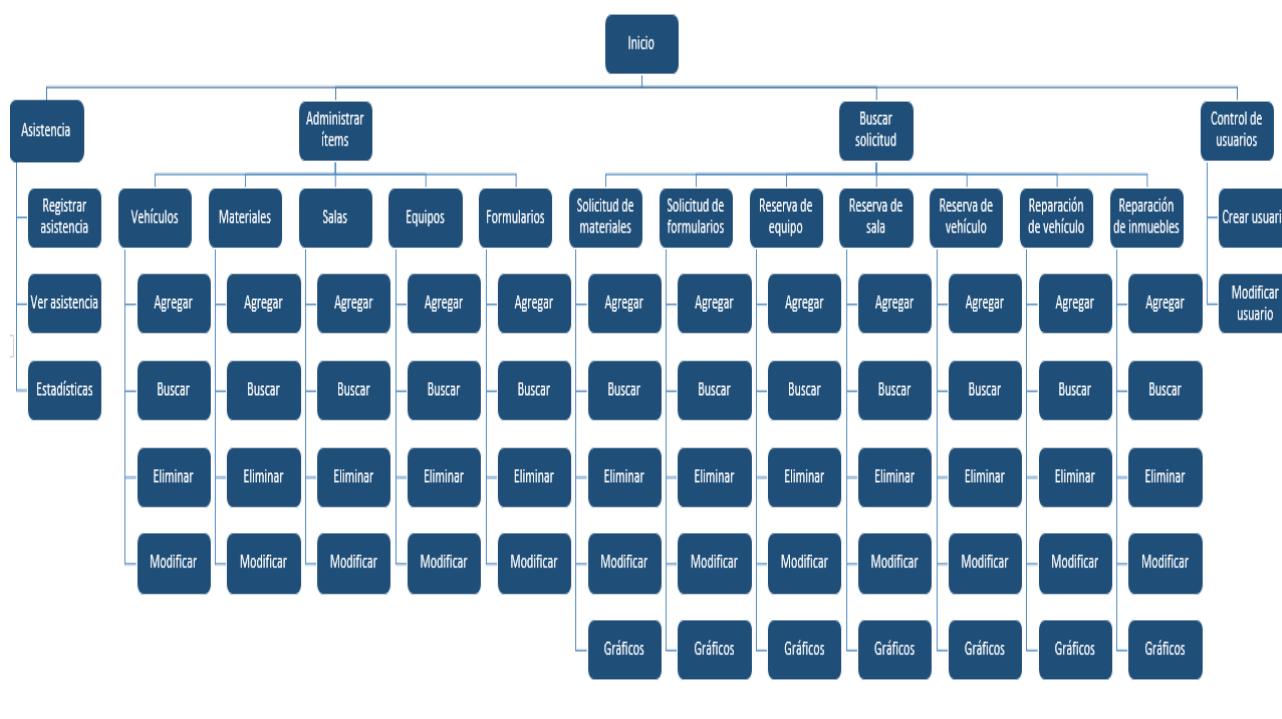 Inicio
Asistencia
Administrar
ítems
Buscar
solicitud
Control de
usuarios
Registrar
asistencia
Vehículos
Materiales
Salas
Equipos
Formularios
Solicitud de
materiales
Solicitud de
formularios
Reserva de
equipo
Reserva de
sala
Reserva de
vehículo
Reparación
de vehículo
Reparación
de inmuebles
Crear usuari
Ver asistencia
Agregar
Agregar
Agregar
Agregar
Agregar
Agregar
Agregar
Agregar
Agregar
Agregar
Agregar
Agregar
Modificar
usuario
Estadísticas
Buscar
Buscar
Buscar
Buscar
Buscar
Buscar
Buscar
Buscar
Buscar
Buscar
Buscar
Buscar
Eliminar
Eliminar
Eliminar
Eliminar
Eliminar
Eliminar
Eliminar
Eliminar
Eliminar
Eliminar
Eliminar
Eliminar
Modificar
Modificar
Modificar
Modificar
Modificar
Modificar
Modificar
Modificar
Modificar
Modificar
Modificar
Modificar
Gráficos
Gráficos
Gráficos
Gráficos
Gráficos
Gráficos
Gráficos